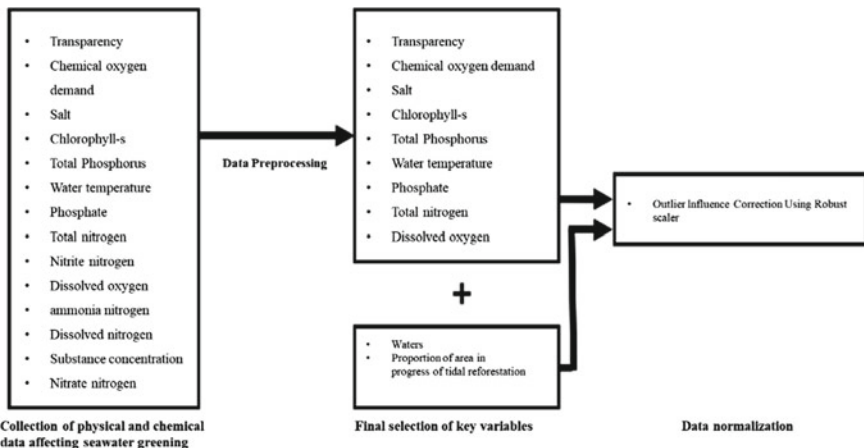 • Transparency
• Chemical oxygen
demand
• Salt
• Chlorophyll-s
• Total Phosphorus
• Water temperature
• Phosphate
• Total nitrogen
• Nitrite nitrogen
• Dissolved oxygen
• ammonia nitrogen
• Dissolved nitrogen
• Substance concentration
• Nitrate nitrogen
Collection of physical and chemical
data affecting seawater greening
Data Preprocessing
• Transparency
• Chemical oxygen demand
• Salt
• Chlorophyll-s
• Total Phosphorus
• Water temperature
• Phosphate
• Total nitrogen
• Dissolved oxygen
+
• Waters
• Proportion of area in
progress of tidal reforestation
Final selection of key variables
• Outlier Influence Correction Using Robust
scaler
Data normalization